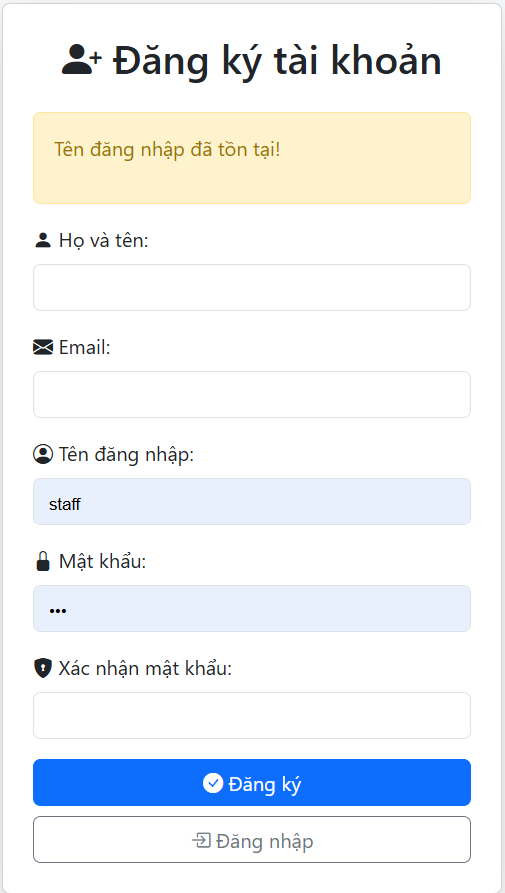 Đăng ký tài khoản
Tên đăng nhập đã tồn tại!
Họ và tên:
Email:
Tên đăng nhập:
staff
Mật khẩu:
•••
Xác nhận mật khẩu:
Đăng ký
Đăng nhập